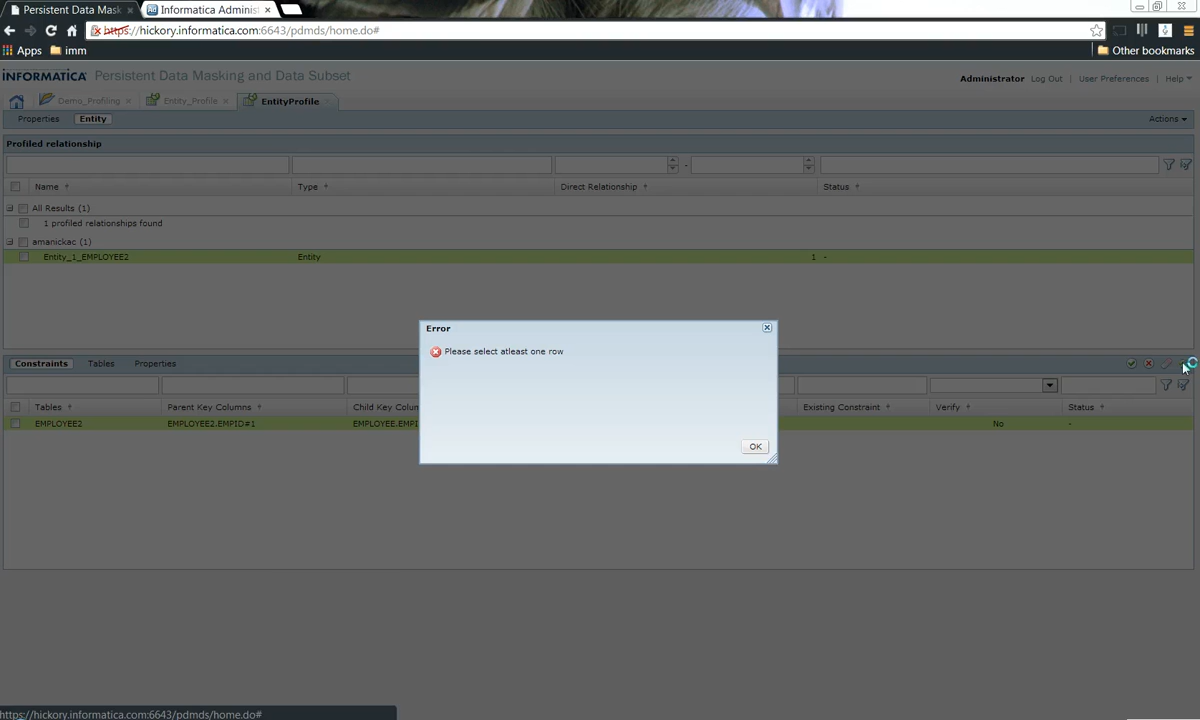 Persistent Data Mask
Informatica Adminis
https://hickory.informatica.com:6643/pdmds/home.do#
Apps imm Other bookmarks
INFORMATICA Persistent Data Masking and Data Subset
Administrator Log Out | User Preferences | Help
Demo_Profiling Entity_Profile EntityProfile
Properties Entity Actions
Profiled relationship
-
Name Type Direct Relationship Status
All Results (1)
1 profiled relationships found
amanickac (1)
Entity_1_EMPLOYEE2 Entity 1 -
Error
Please select atleast one row
OK
Constraints Tables Properties
Tables Parent Key Columns Child Key Colum Existing Constraint Verify Status
EMPLOYEE2 EMPLOYEE2.EMPID#1 EMPLOYEE.EMPI No -
https://hickory.informatica.com:6643/pdmds/home.do#